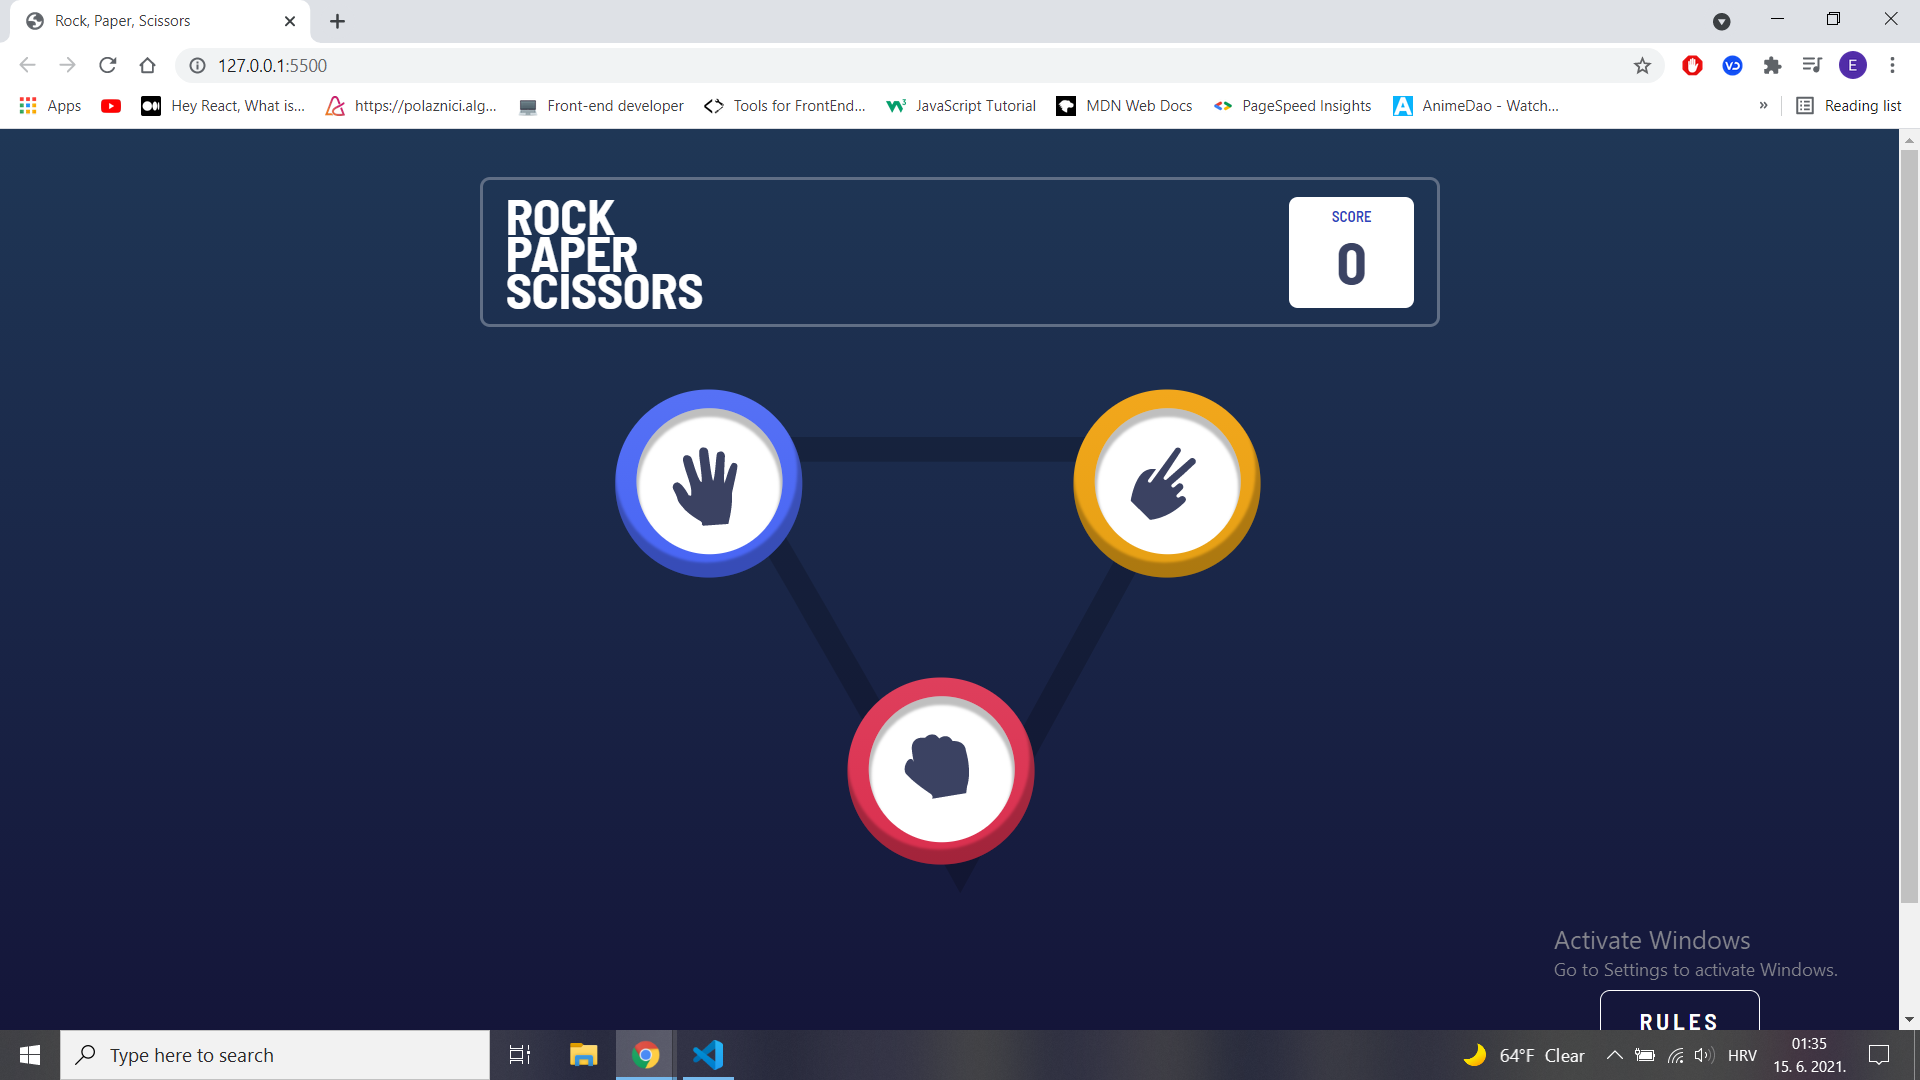 Rock, Paper, Scissors
127.0.0.1:5500
E
Apps
Hey React, What is...
https://polaznici.alg...
Front-end developer
Tools for FrontEnd...
JavaScript Tutorial
MDN Web Docs
PageSpeed Insights
AnimeDao - Watch...
»
Reading list
ROCK
PAPER
SCISSORS
SCORE
0
Activate Windows
Go to Settings to activate Windows.
RULES
Type here to search
64°F Clear
HRV
01:35
15. 6. 2021.